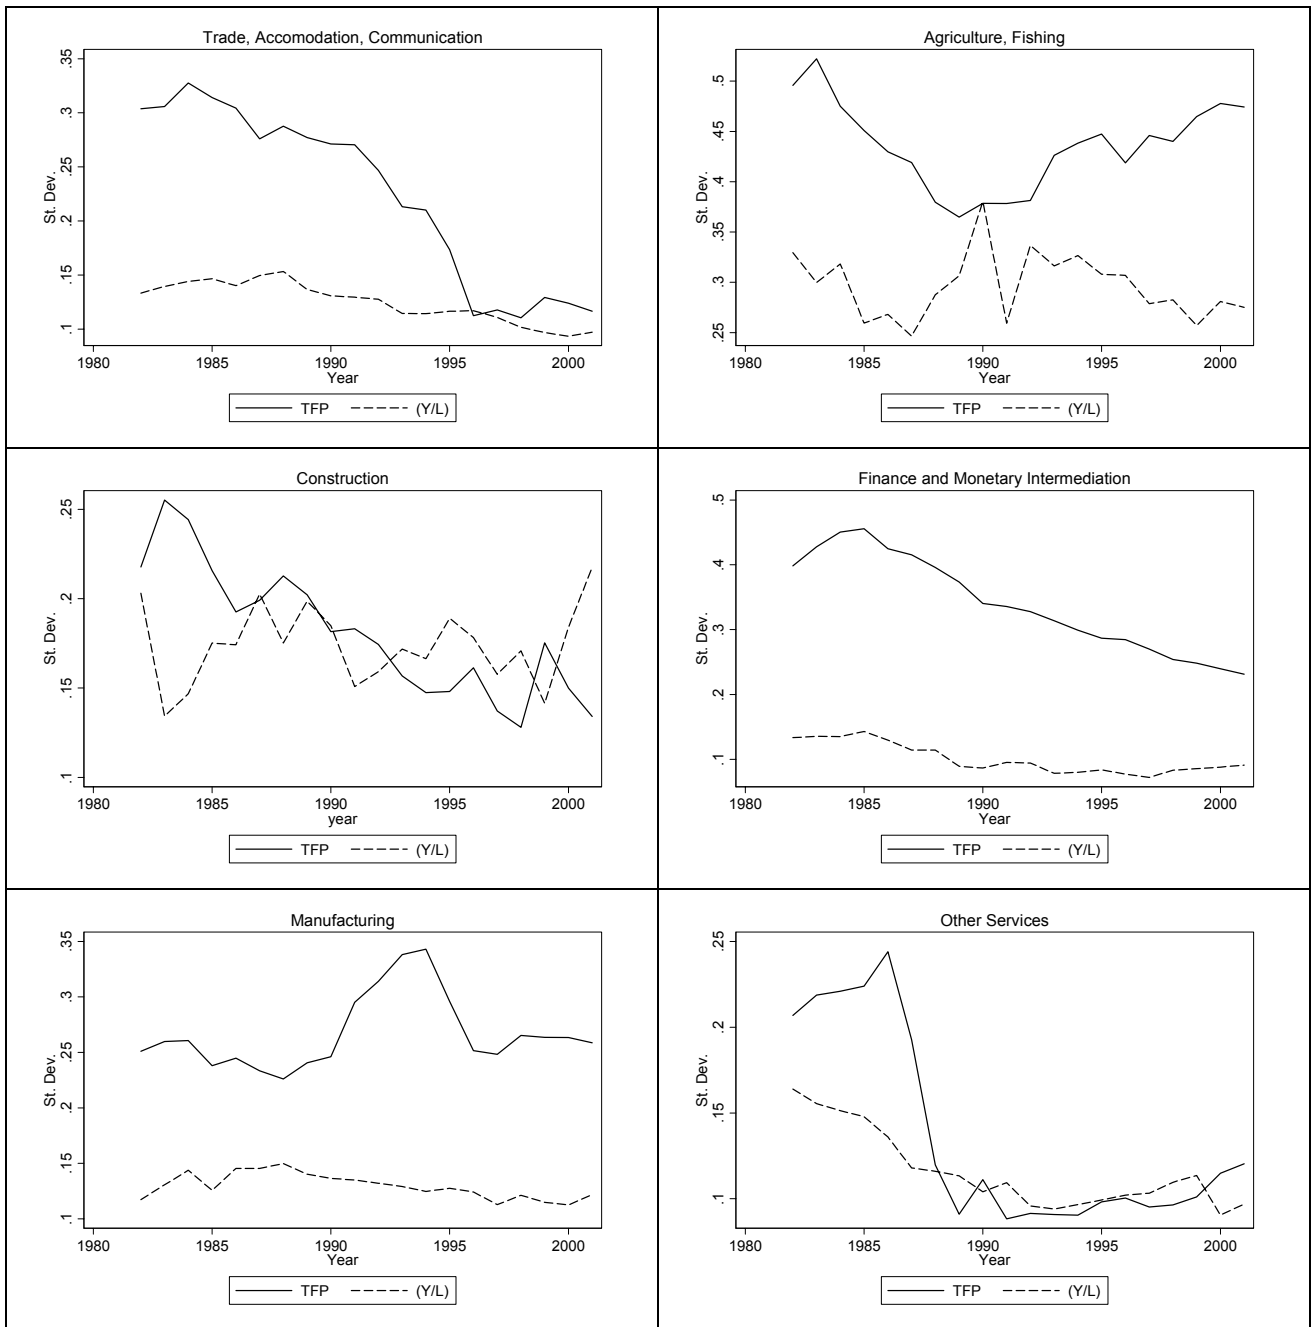 Trade, Accomodation, Communication
St. Dev.
.35
.3
.25
.2
.15
.1
1980 1985 1990 1995 2000
Year
TFP (Y/L)
Agriculture, Fishing
St. Dev.
.5
.45
.4
.35
.3
.25
1980 1985 1990 1995 2000
Year
TFP (Y/L)
Construction
St. Dev.
.25
.2
.15
.1
1980 1985 1990 1995 2000
year
TFP (Y/L)
Finance and Monetary Intermediation
St. Dev.
.5
.4
.3
.2
.1
1980 1985 1990 1995 2000
Year
TFP (Y/L)
Manufacturing
St. Dev.
.35
.3
.25
.2
.15
.1
1980 1985 1990 1995 2000
Year
TFP (Y/L)
Other Services
St. Dev.
.25
.2
.15
.1
1980 1985 1990 1995 2000
Year
TFP (Y/L)